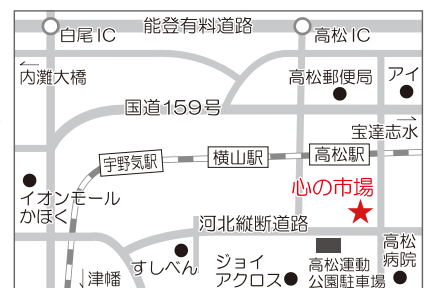 能登有料道路
白尾IC
高松IC
←
内灘大橋
高松郵便局
アイ
国道159号
→
宝達志水
宇野気駅
横山駅
高松駅
心の市場
イオンモール
かほく
河北縦断道路
すしべん
ジョイ
アクロス
高松運動
公園駐車場
高松
病院
↓津幡